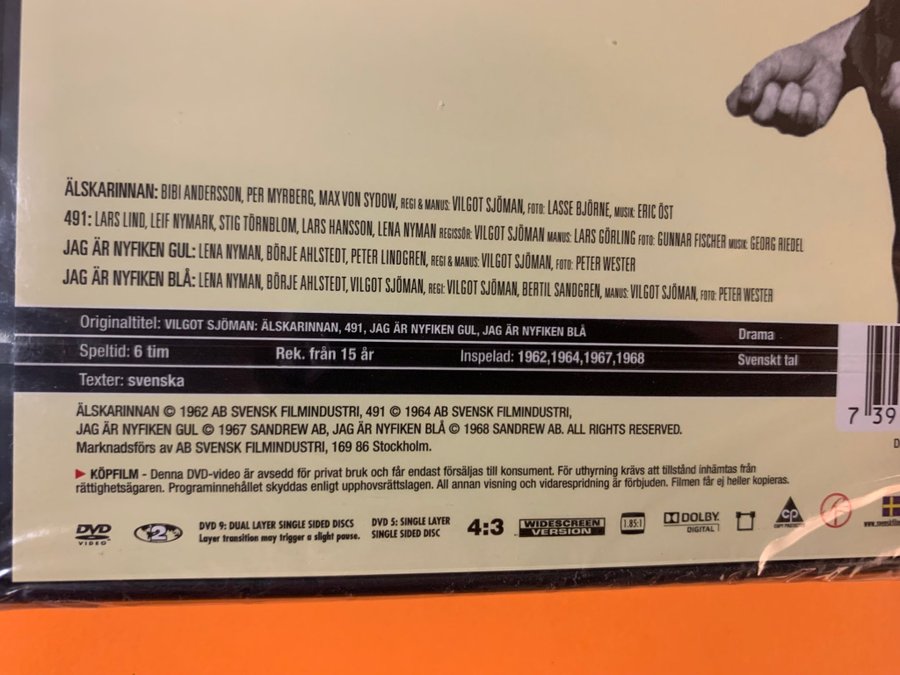 ÄLSKARINNAN: BIBI ANDERSSON, PER MYRBERG, MAX VON SYDOW, REGI & MANUS: VILGOT SJÖMAN, FOTO: LASSE BJÖRNE, MUSIK: ERIC ÖST
491: LARS LIND, LEIF NYMARK, STIG TÖRNBLOM, LARS HANSSON, LENA NYMAN REGISSÖR: VILGOT SJÖMAN MANUS: LARS GÖRLING FOTO: GUNNAR FISCHER MUSIK: GEORG RIEDEL
JAG ÄR NYFIKEN GUL: LENA NYMAN, BÖRJE AHLSTEDT, PETER LINDGREN, REGI & MANUS: VILGOT SJÖMAN, FOTO: PETER WESTER
JAG ÄR NYFIKEN BLÅ: LENA NYMAN, BÖRJE AHLSTEDT, VILGOT SJÖMAN, REGI: VILGOT SJÖMAN, BERTIL SANDGREN, MANUS: VILGOT SJÖMAN, FOTO: PETER WESTER
Originaltitel: VILGOT SJÖMAN: ÄLSKARINNAN, 491, JAG ÄR NYFIKEN GUL, JAG ÄR NYFIKEN BLÅ Drama
Speltid: 6 tim Rek. från 15 år Inspelad: 1962,1964,1967,1968 Svenskt tal
Texter: svenska
ÄLSKARINNAN © 1962 AB SVENSK FILMINDUSTRI, 491 © 1964 AB SVENSK FILMINDUSTRI,
JAG ÄR NYFIKEN GUL © 1967 SANDREW AB, JAG ÄR NYFIKEN BLÅ © 1968 SANDREW AB. ALL RIGHTS RESERVED.
Marknadsförs av AB SVENSK FILMINDUSTRI, 169 86 Stockholm.
7 39
► KÖPFILM - Denna DVD-video är avsedd för privat bruk och får endast försäljas till konsument. För uthyrning krävs att tillstånd inhämtas från
rättighetsägaren. Programinnehållet skyddas enligt upphovsrättslagen. All annan visning och vidarespridning är förbjuden. Filmen får ej heller kopieras.
DVD VIDEO 2 DVD 9: DUAL LAYER SINGLE SIDED DISCS DVD 5: SINGLE LAYER 4:3 WIDESCREEN VERSION 1.85:1 DOLBY DIGITAL CP
Layer transition may trigger a slight pause. SINGLE SIDED DISC